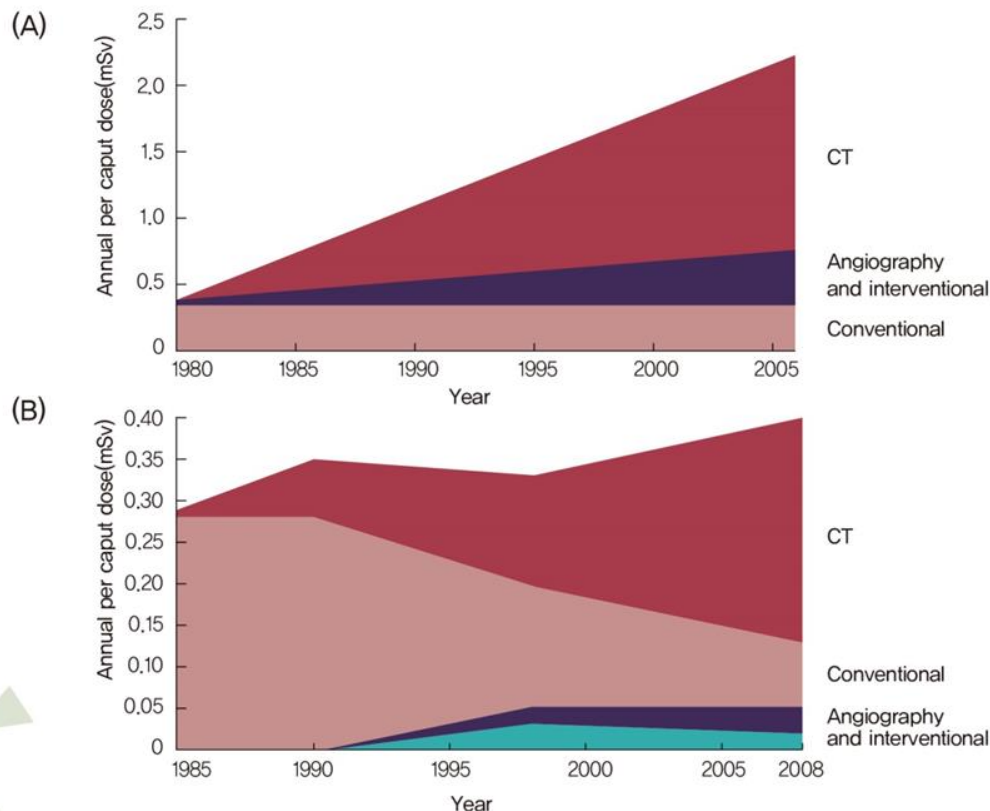 (A)
Annual per caput dose(mSv)
2.5
2.0
1.5
1.0
0.5
0
1980 1985 1990 1995 2000 2005
Year
CT
Angiography
and interventional
Conventional
(B)
Annual per caput dose(mSv)
0.40
0.35
0.30
0.25
0.20
0.15
0.10
0.05
0
1985 1990 1995 2000 2005 2008
Year
CT
Conventional
Angiography
and interventional